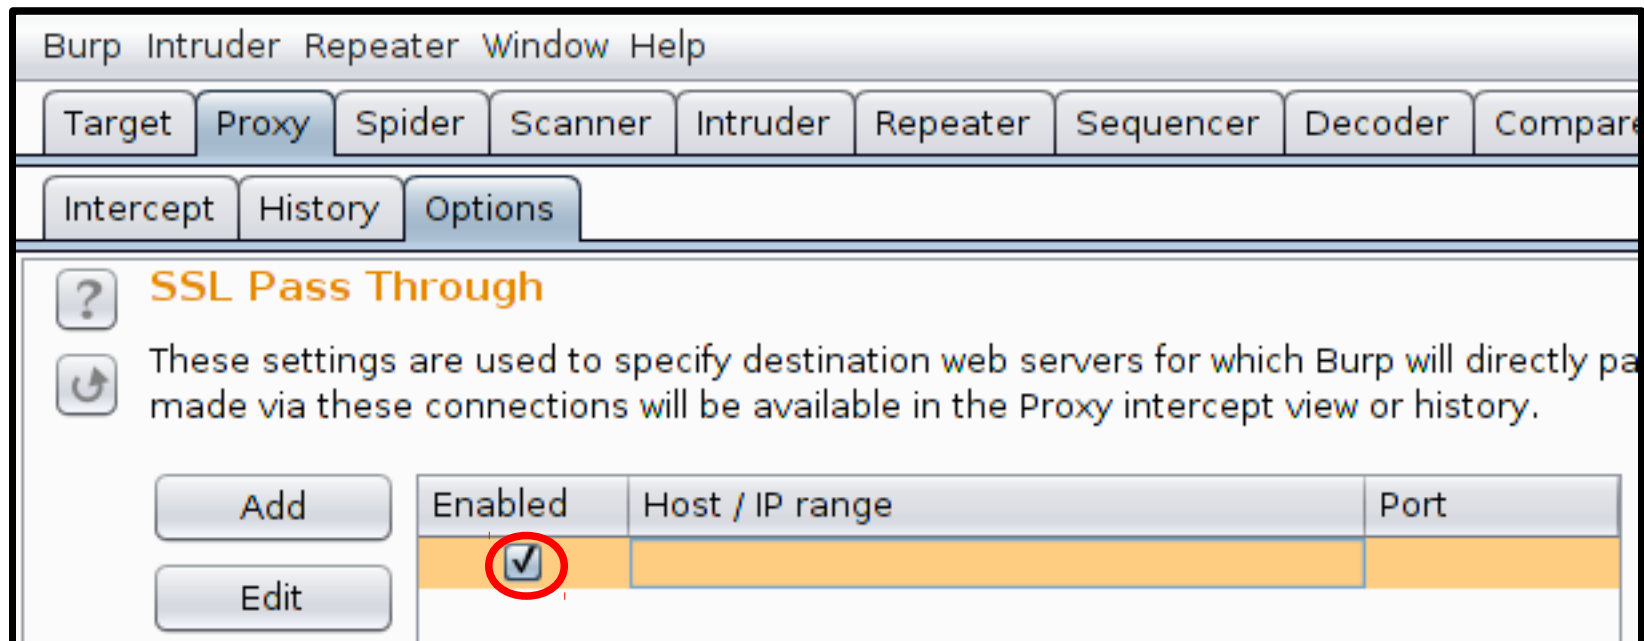 Burp Intruder Repeater Window Help
Target Proxy Spider Scanner Intruder Repeater Sequencer Decoder Compare
Intercept History Options
? SSL Pass Through
These settings are used to specify destination web servers for which Burp will directly pa
made via these connections will be available in the Proxy intercept view or history.
Add Enabled Host / IP range Port
Edit